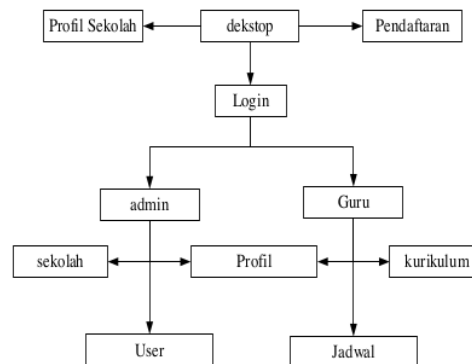 Profil Sekolah
dekstop
Pendaftaran
Login
admin
Guru
sekolah
Profil
kurikulum
User
Jadwal